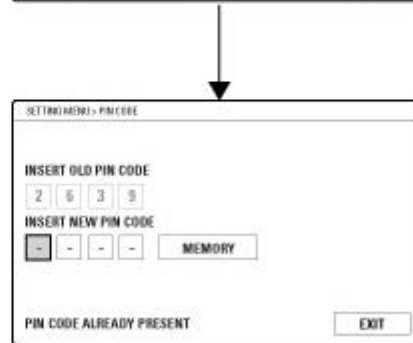 SETTING MENU > PIN CODE
INSERT OLD PIN CODE
2 6 3 9
INSERT NEW PIN CODE
- - - - MEMORY
PIN CODE ALREADY PRESENT EXIT